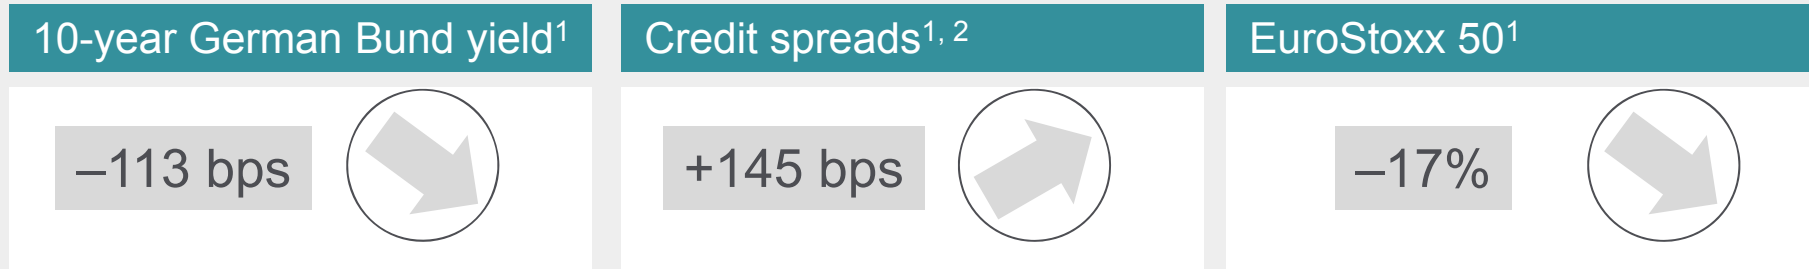 10-year German Bund yield1
Credit spreads1, 2
EuroStoxx 501
–113 bps
+145 bps
–17%